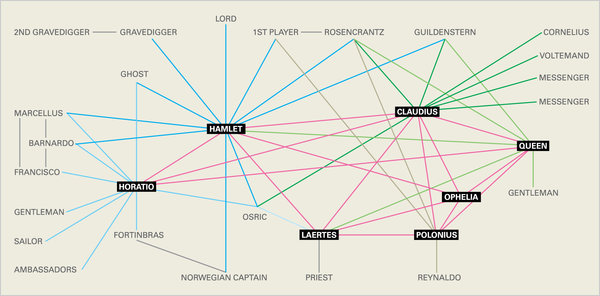 LORD
2ND GRAVEDIGGER
GRAVEDIGGER
1ST PLAYER
ROSENCRANTZ
GUILDENSTERN
CORNELIUS
VOLTEMAND
GHOST
MESSENGER
MESSENGER
MARCELLUS
CLAUDIUS
HAMLET
BARNARDO
QUEEN
FRANCISCO
HORATIO
GENTLEMAN
OPHELIA
GENTLEMAN
OSRIC
FORTINBRAS
LAERTES
POLONIUS
SAILOR
AMBASSADORS
NORWEGIAN CAPTAIN
PRIEST
REYNALDO